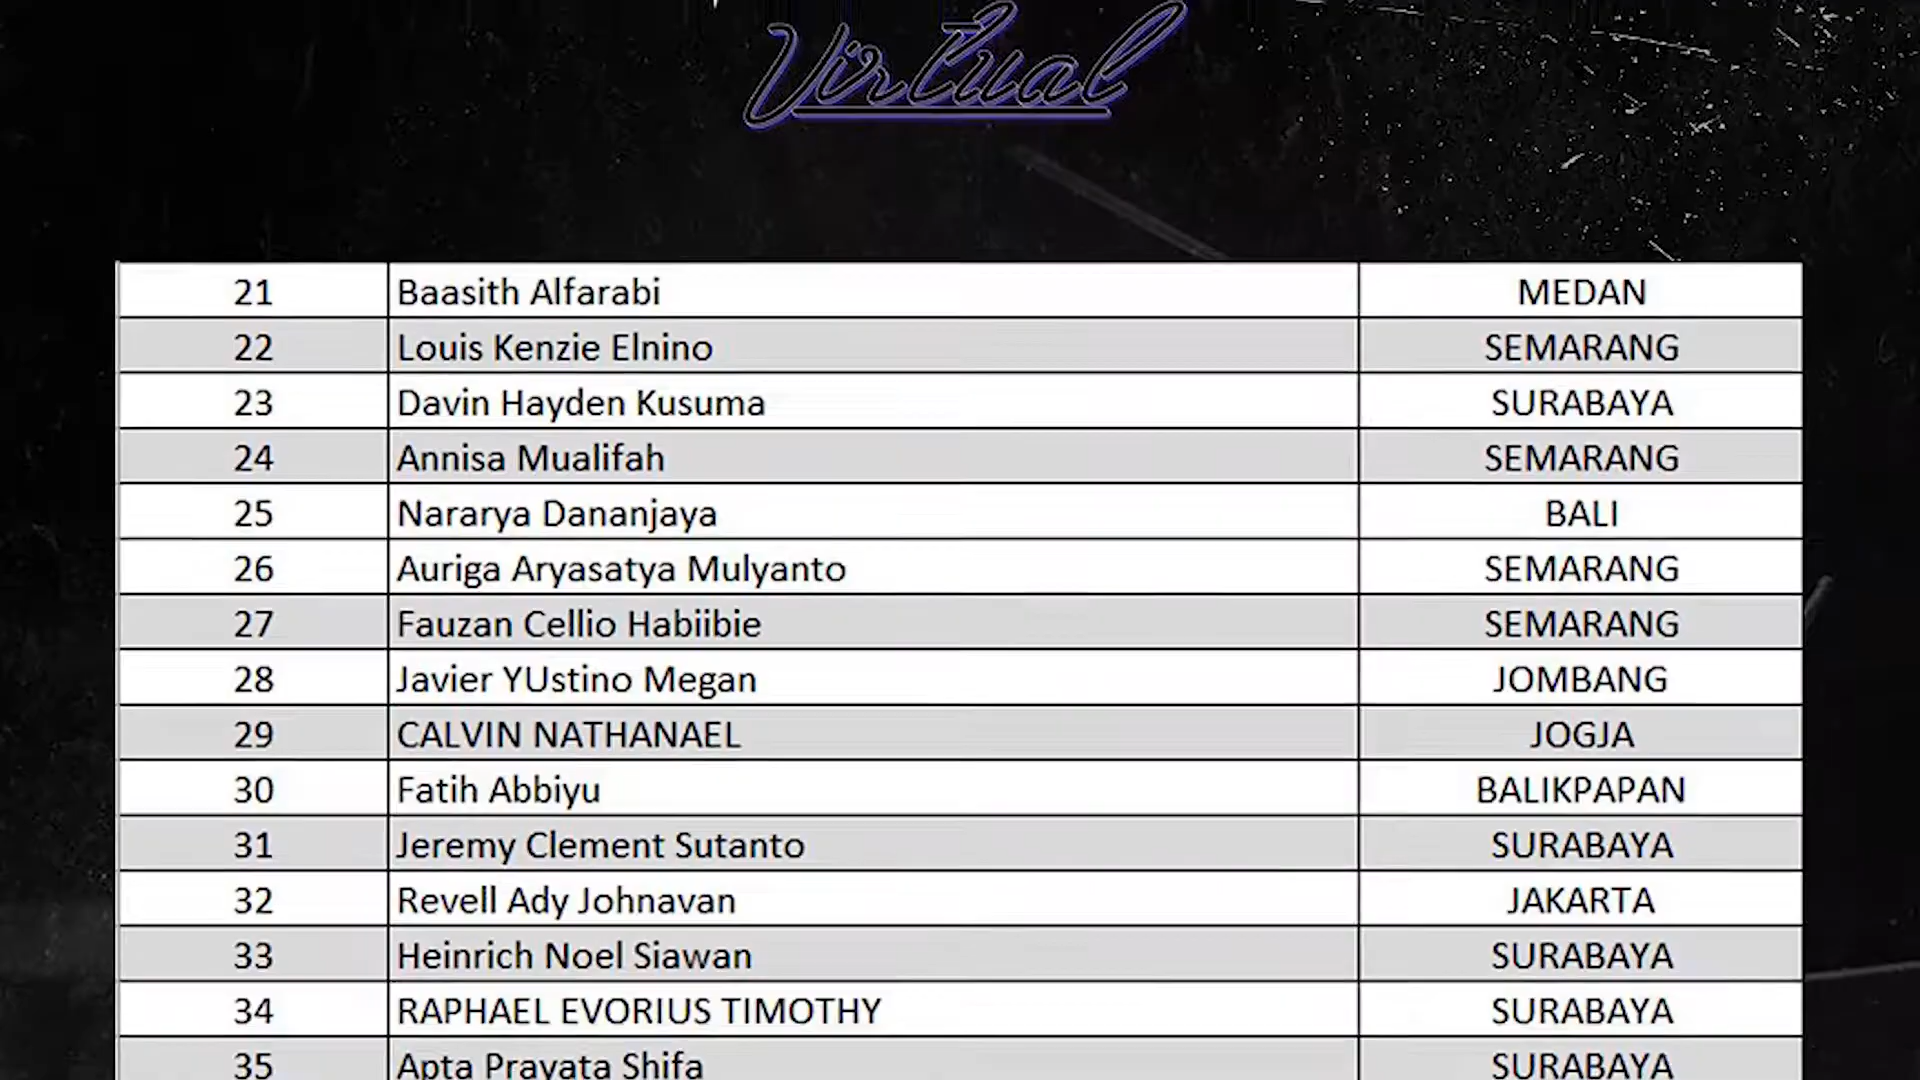 Virtual
21 Baasith Alfarabi MEDAN
22 Louis Kenzie Elnino SEMARANG
23 Davin Hayden Kusuma SURABAYA
24 Annisa Mualifah SEMARANG
25 Nararya Dananjaya BALI
26 Auriga Aryasatya Mulyanto SEMARANG
27 Fauzan Cellio Habiibie SEMARANG
28 Javier YUstino Megan JOMBANG
29 CALVIN NATHANAEL JOGJA
30 Fatih Abbiyu BALIKPAPAN
31 Jeremy Clement Sutanto SURABAYA
32 Revell Ady Johnavan JAKARTA
33 Heinrich Noel Siawan SURABAYA
34 RAPHAEL EVORIUS TIMOTHY SURABAYA
35 Apta Prayata Shifa SURABAYA